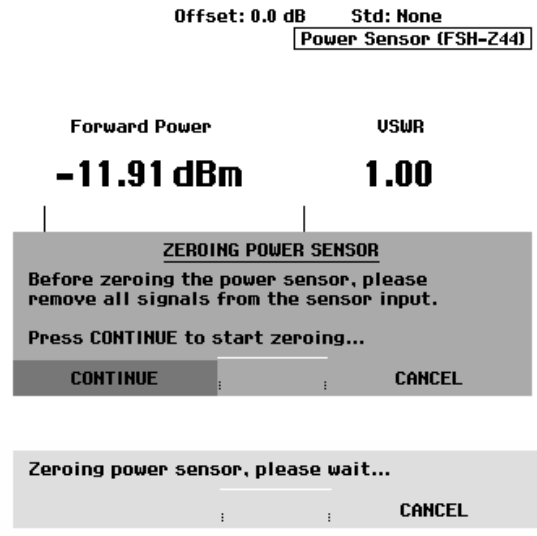 Offset: 0.0 dB Std: None
Power Sensor (FSH-Z44)
Forward Power VSWR
-11.91 dBm 1.00
ZEROING POWER SENSOR
Before zeroing the power sensor, please
remove all signals from the sensor input.
Press CONTINUE to start zeroing...
CONTINUE CANCEL
Zeroing power sensor, please wait...
CANCEL